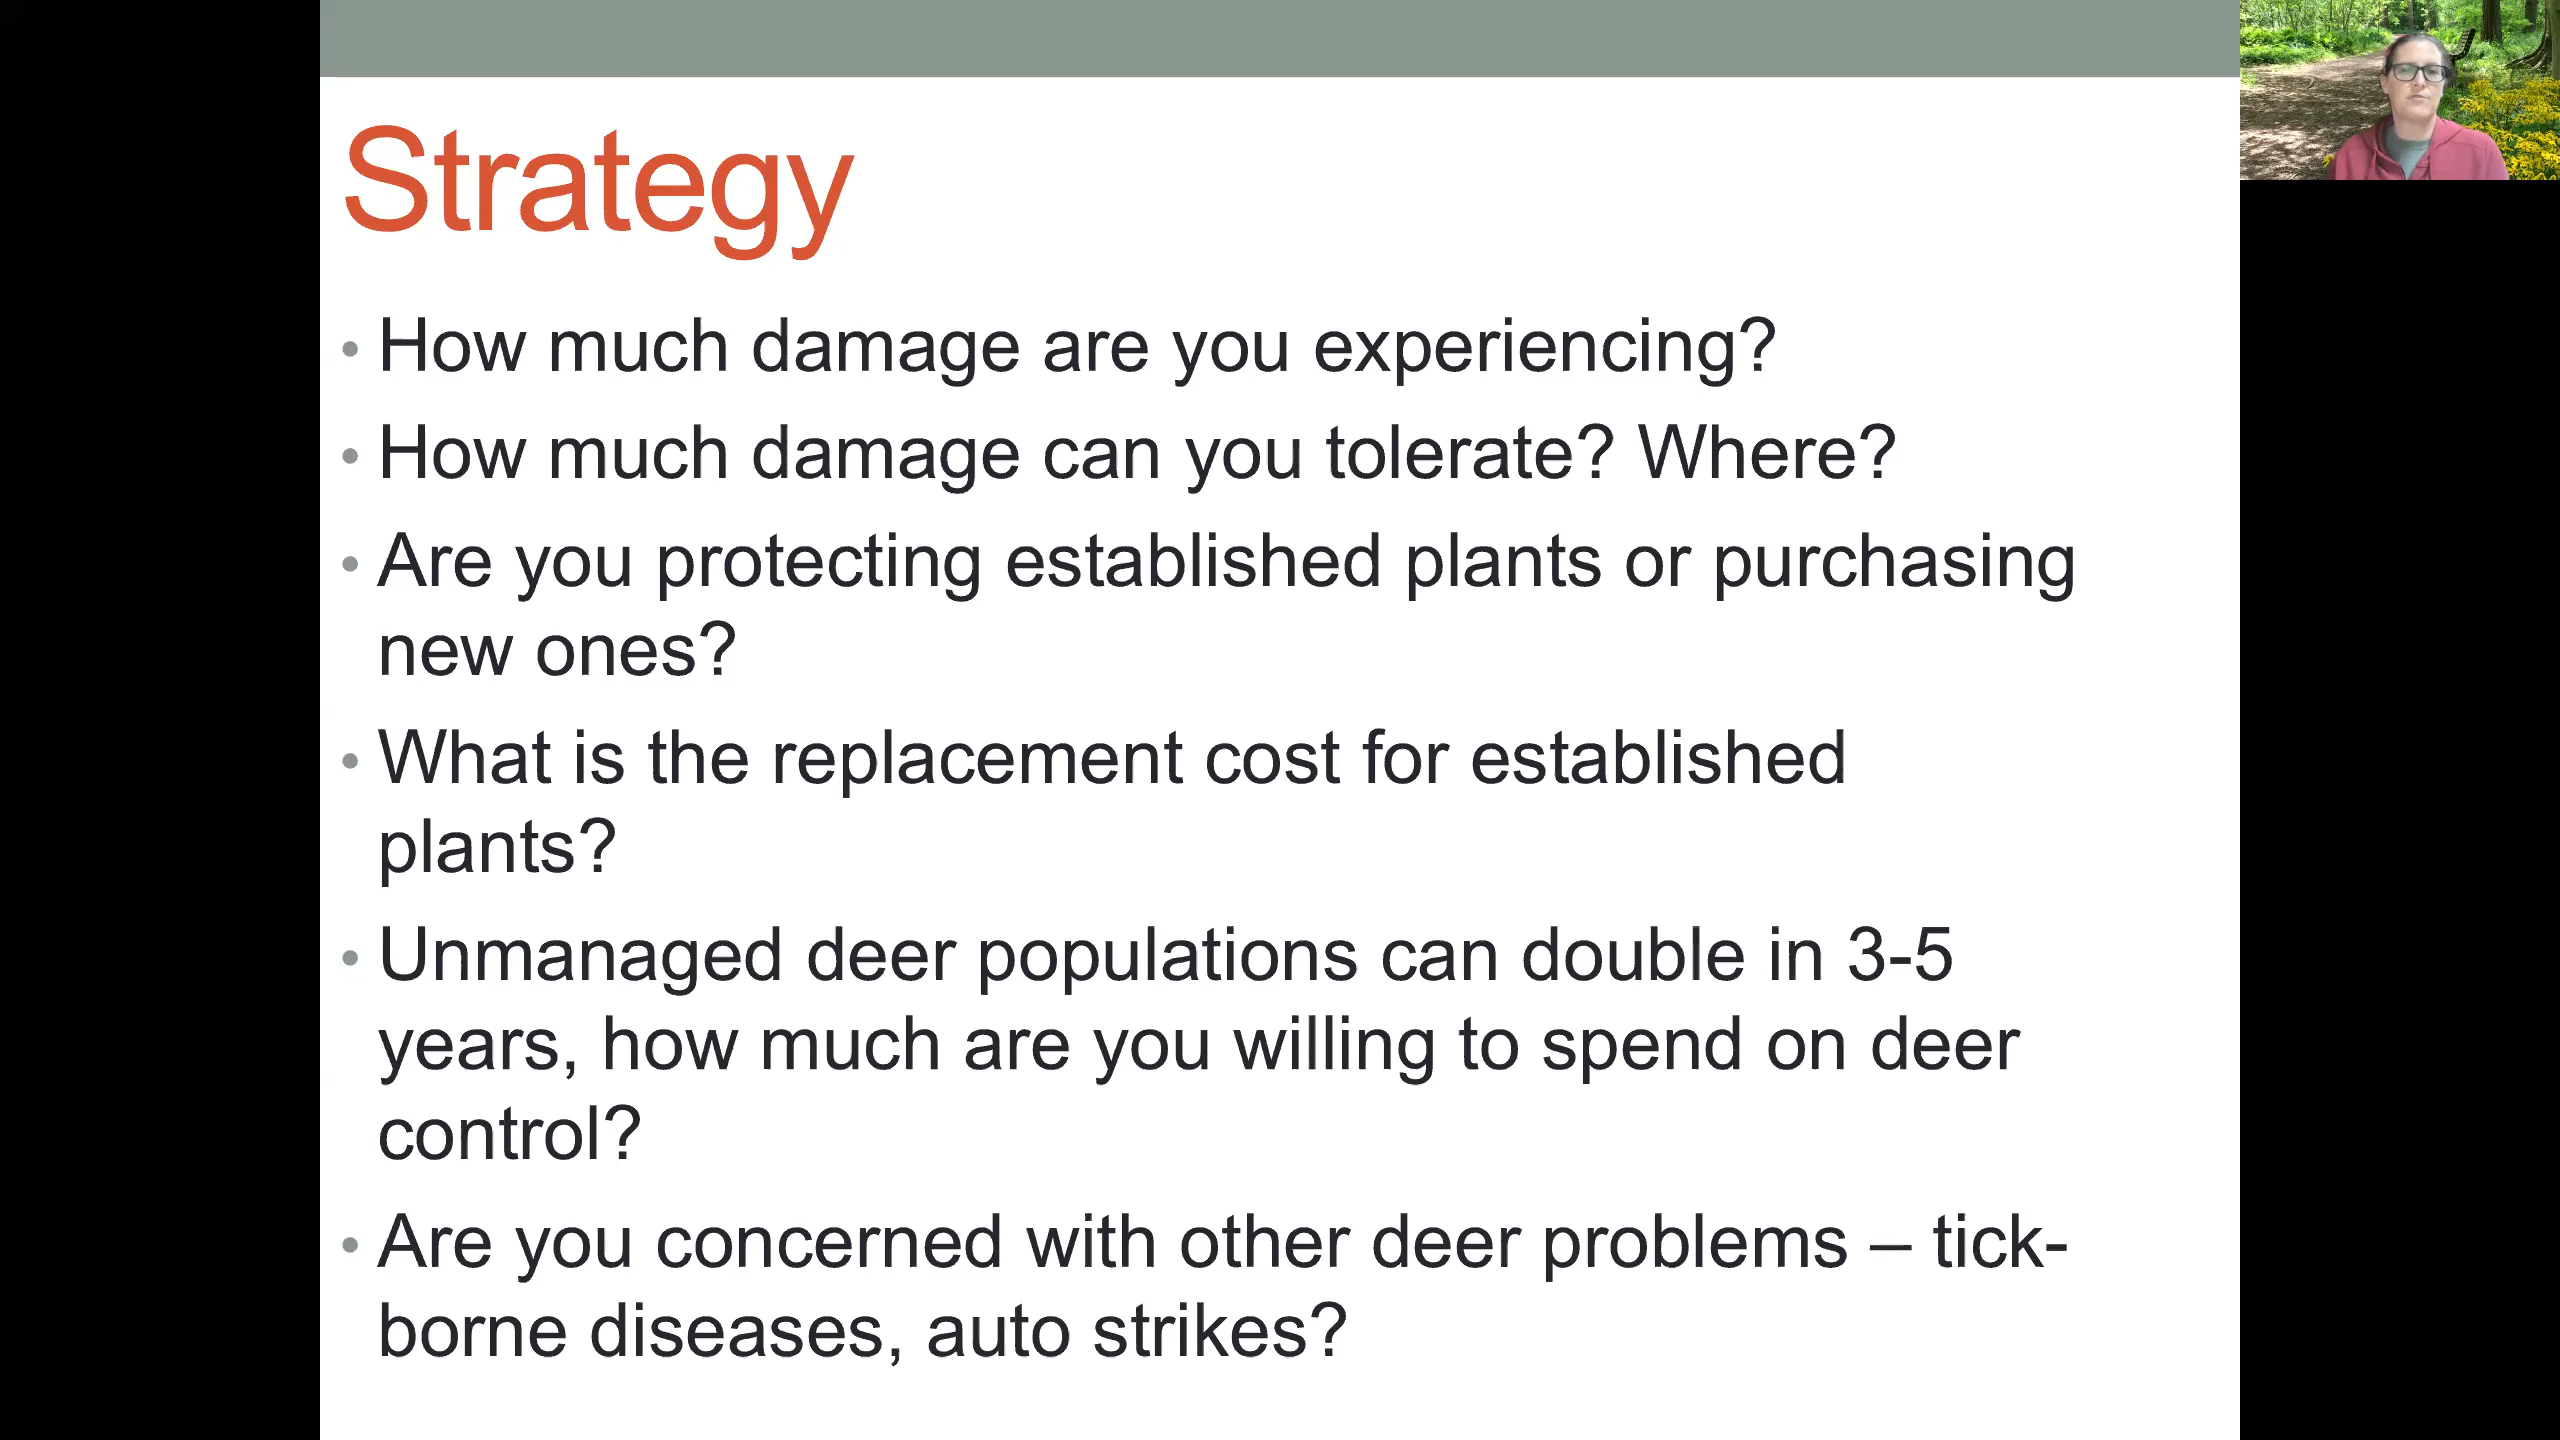 Strategy
• How much damage are you experiencing?
• How much damage can you tolerate? Where?
• Are you protecting established plants or purchasing
new ones?
• What is the replacement cost for established
plants?
• Unmanaged deer populations can double in 3-5
years, how much are you willing to spend on deer
control?
• Are you concerned with other deer problems – tick-
borne diseases, auto strikes?